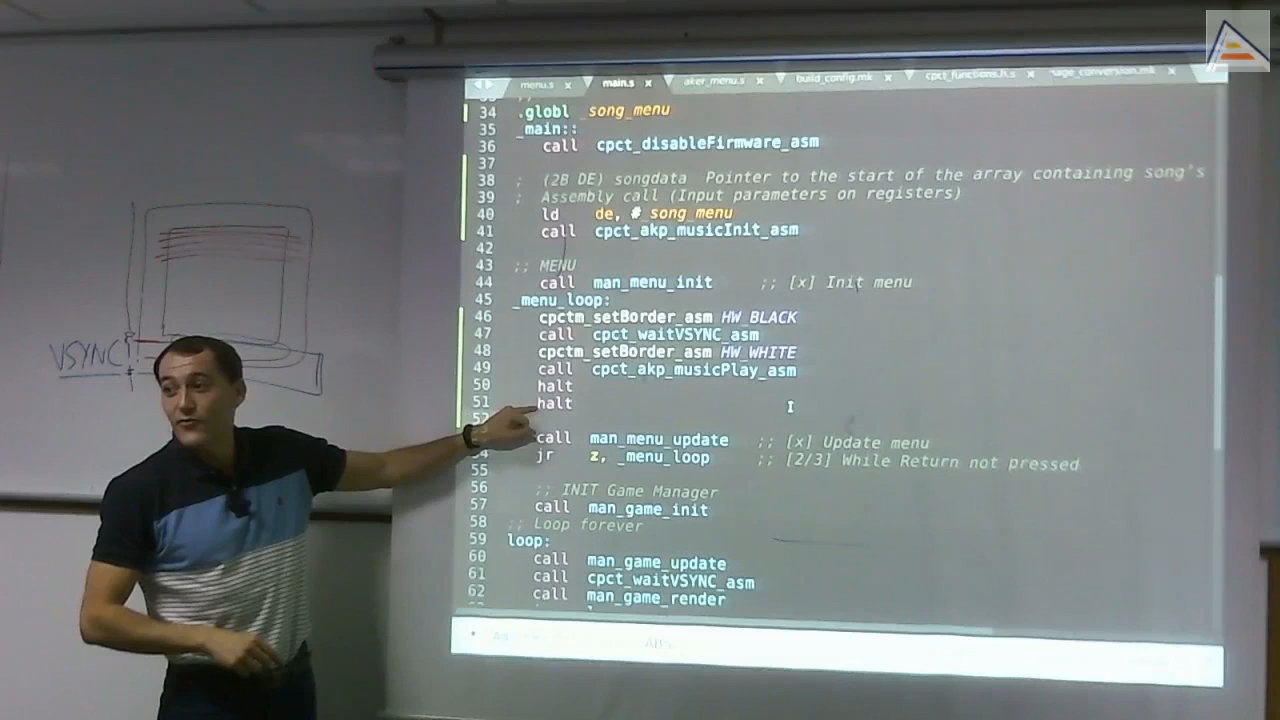 VSYNC
menu.s × main.s × aker_menu.s × build_config.mk × cpct_functions.h.s ×
34 .globl _song_menu
35 _main::
36 call cpct_disableFirmware_asm
37
38 ; (2B DE) songdata Pointer to the start of the array containing song's
39 ; Assembly call (Input parameters on registers)
40 ld de, #_song_menu
41 call cpct_akp_musicInit_asm
42
43 ;; MENU
44 call man_menu_init ;; [x] Init menu
45 _menu_loop:
46 cpctm_setBorder_asm HW_BLACK
47 call cpct_waitVSYNC_asm
48 cpctm_setBorder_asm HW_WHITE
49 call cpct_akp_musicPlay_asm
50 halt
51 halt
52
call man_menu_update ;; [x] Update menu
jr z, _menu_loop ;; [2/3] While Return not pressed
55
56 ;; INIT Game Manager
57 call man_game_init
58 ;; Loop forever
59 loop:
60 call man_game_update
61 call cpct_waitVSYNC_asm
62 call man_game_render